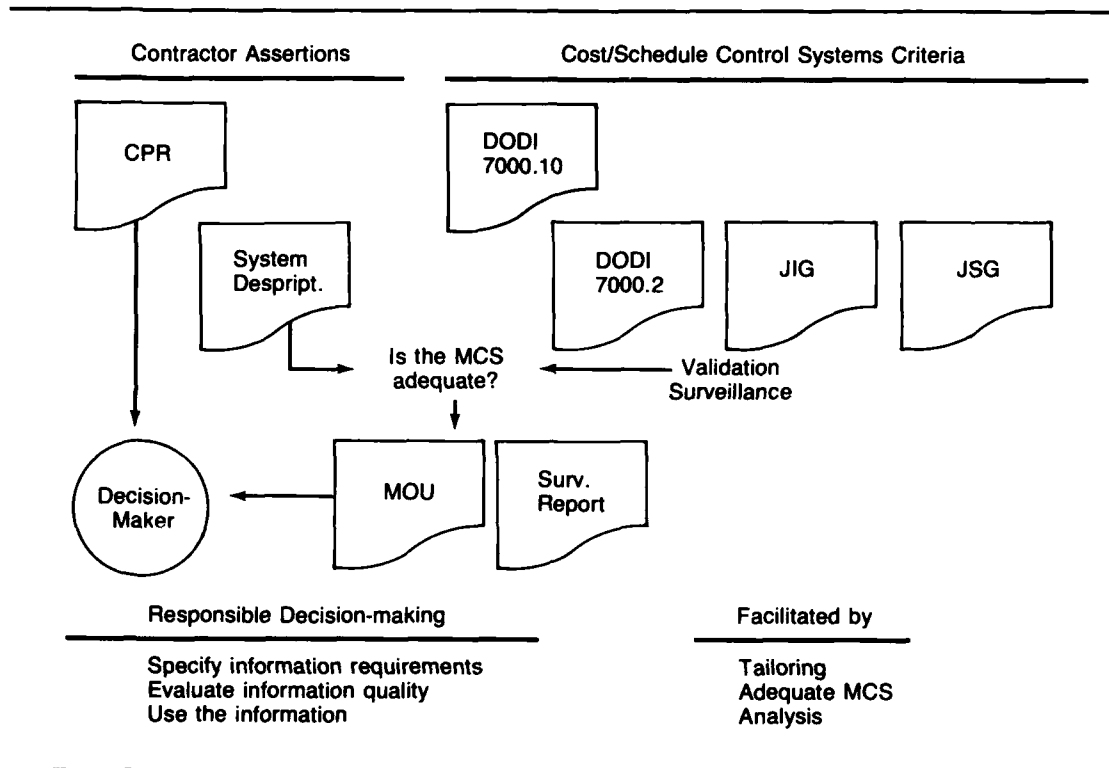 Contractor Assertions
Cost/Schedule Control Systems Criteria
CPR
DODI
7000.10
System
Despript.
DODI
7000.2
JIG
JSG
Is the MCS
adequate?
Validation
Surveillance
Decision-
Maker
MOU
Surv.
Report
Responsible Decision-making
Facilitated by
Specify information requirements
Evaluate information quality
Use the information
Tailoring
Adequate MCS
Analysis